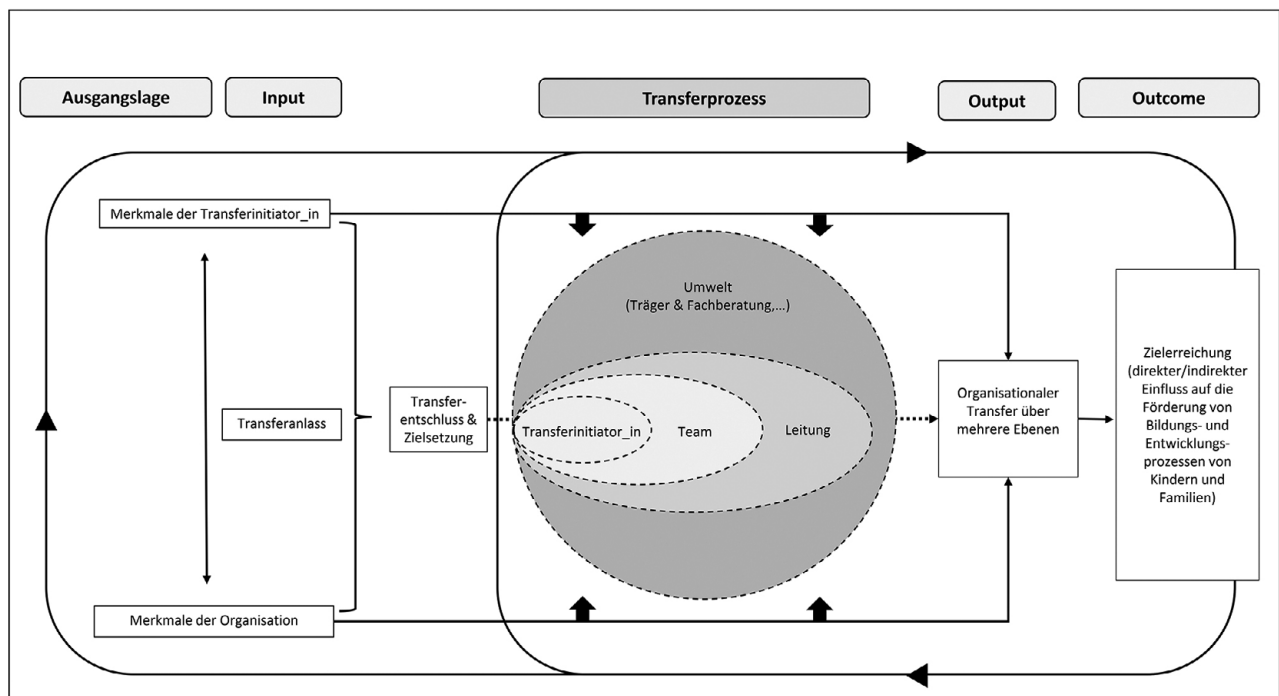 Ausgangslage
Input
Transferprozess
Output
Outcome
Merkmale der Transferinitiator_in
Umwelt
(Träger & Fachberatung,...)
Transferanlass
Transfer-
entschluss &
Zielsetzung
Transferinitiator_in
Team
Leitung
Organisationaler
Transfer über
mehrere Ebenen
Zielerreichung
(direkter/indirekter
Einfluss auf die
Förderung von
Bildungs- und
Entwicklungs-
prozessen von
Kindern und
Familien)
Merkmale der Organisation